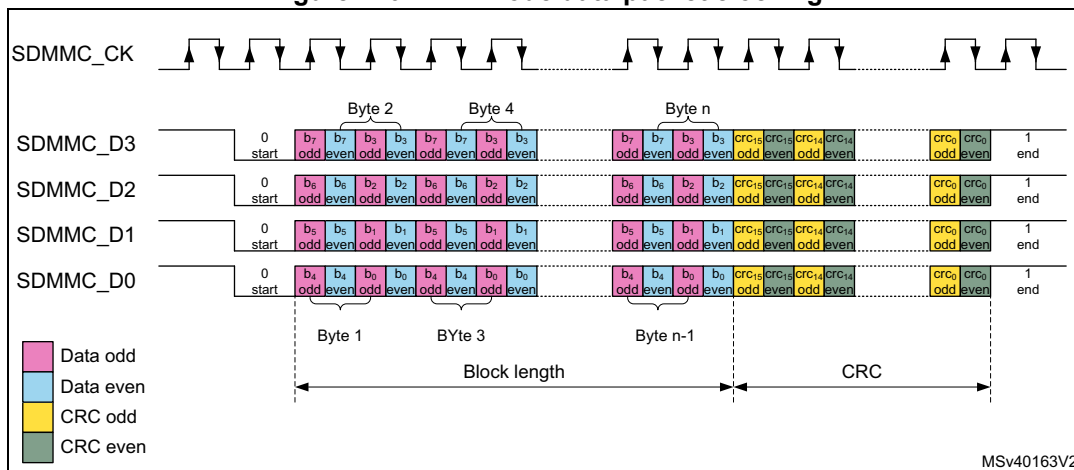 SDMMC_CK
Byte 2 Byte 4 Byte n
SDMMC_D3 0 start b7 odd b7 even b3 odd b3 even b7 odd b7 even b3 odd b3 even b7 odd b7 even b3 odd b3 even crc15 odd crc15 even crc14 odd crc14 even crc0 odd crc0 even 1 end
SDMMC_D2 0 start b6 odd b6 even b2 odd b2 even b6 odd b6 even b2 odd b2 even b6 odd b6 even b2 odd b2 even crc15 odd crc15 even crc14 odd crc14 even crc0 odd crc0 even 1 end
SDMMC_D1 0 start b5 odd b5 even b1 odd b1 even b5 odd b5 even b1 odd b1 even b5 odd b5 even b1 odd b1 even crc15 odd crc15 even crc14 odd crc14 even crc0 odd crc0 even 1 end
SDMMC_D0 0 start b4 odd b4 even b0 odd b0 even b4 odd b4 even b0 odd b0 even b4 odd b4 even b0 odd b0 even crc15 odd crc15 even crc14 odd crc14 even crc0 odd crc0 even 1 end
Byte 1 BYte 3 Byte n-1
Data odd
Data even
CRC odd
CRC even
Block length CRC
MSv40163V2